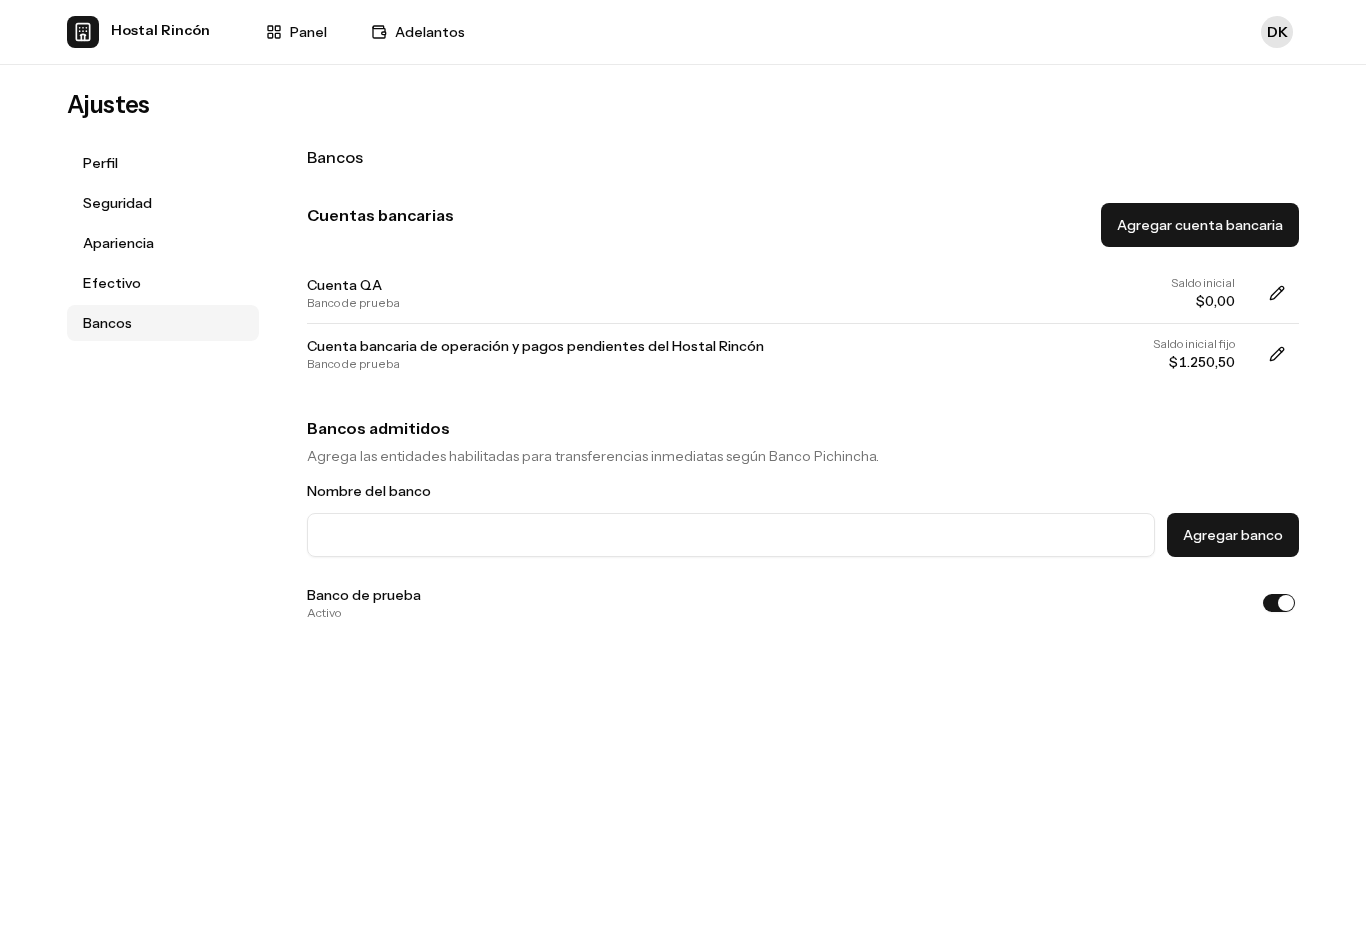 Hostal Rincón
Panel
Adelantos
DK
Ajustes
Perfil
Seguridad
Apariencia
Efectivo
Bancos
Bancos
Cuentas bancarias
Agregar cuenta bancaria
Cuenta QA
Banco de prueba
Saldo inicial
$0,00
Cuenta bancaria de operación y pagos pendientes del Hostal Rincón
Banco de prueba
Saldo inicial fijo
$1.250,50
Bancos admitidos
Agrega las entidades habilitadas para transferencias inmediatas según Banco Pichincha.
Nombre del banco
Agregar banco
Banco de prueba
Activo